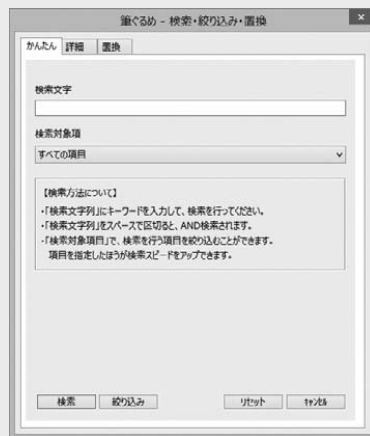 筆ぐるめ - 検索・絞り込み・置換
×
かんたん 詳細 置換
検索文字
検索対象項
すべての項目
【検索方法について】
・「検索文字列」にキーワードを入力して、検索を行ってください。
・「検索文字列」をスペースで区切ると、AND検索されます。
・「検索対象項目」で、検索を行う項目を絞り込むことができます。
項目を指定したほうが検索スピードをアップできます。
検索 絞り込み リセット キャンセル